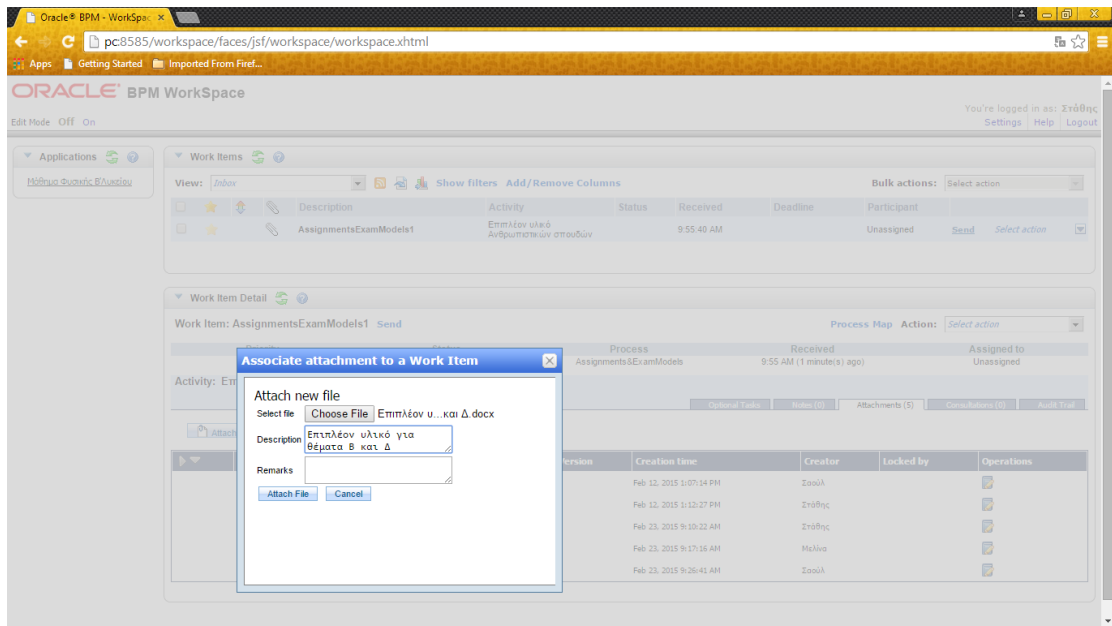 Oracle® BPM - WorkSpac
pc:8585/workspace/faces/jsf/workspace/workspace.xhtml
Apps Getting Started Imported From Firef...
ORACLE BPM WorkSpace
You're logged in as: Στάθης
Edit Mode Off On
Settings Help Logout
Applications
Work Items
Μάθημα Φυσικής Β'Λυκείου
View: Inbox
Show filters Add/Remove Columns
Bulk actions: Select action
Description Activity Status Received Deadline Participant
AssignmentsExamModels1
Επιπλέον υλικό
Ανθρωπιστικών σπουδών
9:55:40 AM
Unassigned
Send
Select action
Work Item Detail
Work Item: AssignmentsExamModels1 Send
Process Map Action: Select action
Process Received Assigned to
Assignments&ExamModels 9:55 AM (1 minute(s) ago) Unassigned
Activity: Επ
Optional Tasks Notes (0) Attachments (5) Consultations (0) Audit Trail
Attach
Version Creation time Creator Locked by Operations
Feb 12, 2015 1:07:14 PM Σαούλ
Feb 12, 2015 1:12:27 PM Στάθης
Feb 23, 2015 9:10:22 AM Στάθης
Feb 23, 2015 9:17:16 AM Μελίνα
Feb 23, 2015 9:26:41 AM Σαούλ
Associate attachment to a Work Item
Attach new file
Select file Choose File Επιπλέον υ...και Δ.docx
Description Επιπλέον υλικό για
θέματα Β και Δ
Remarks
Attach File Cancel